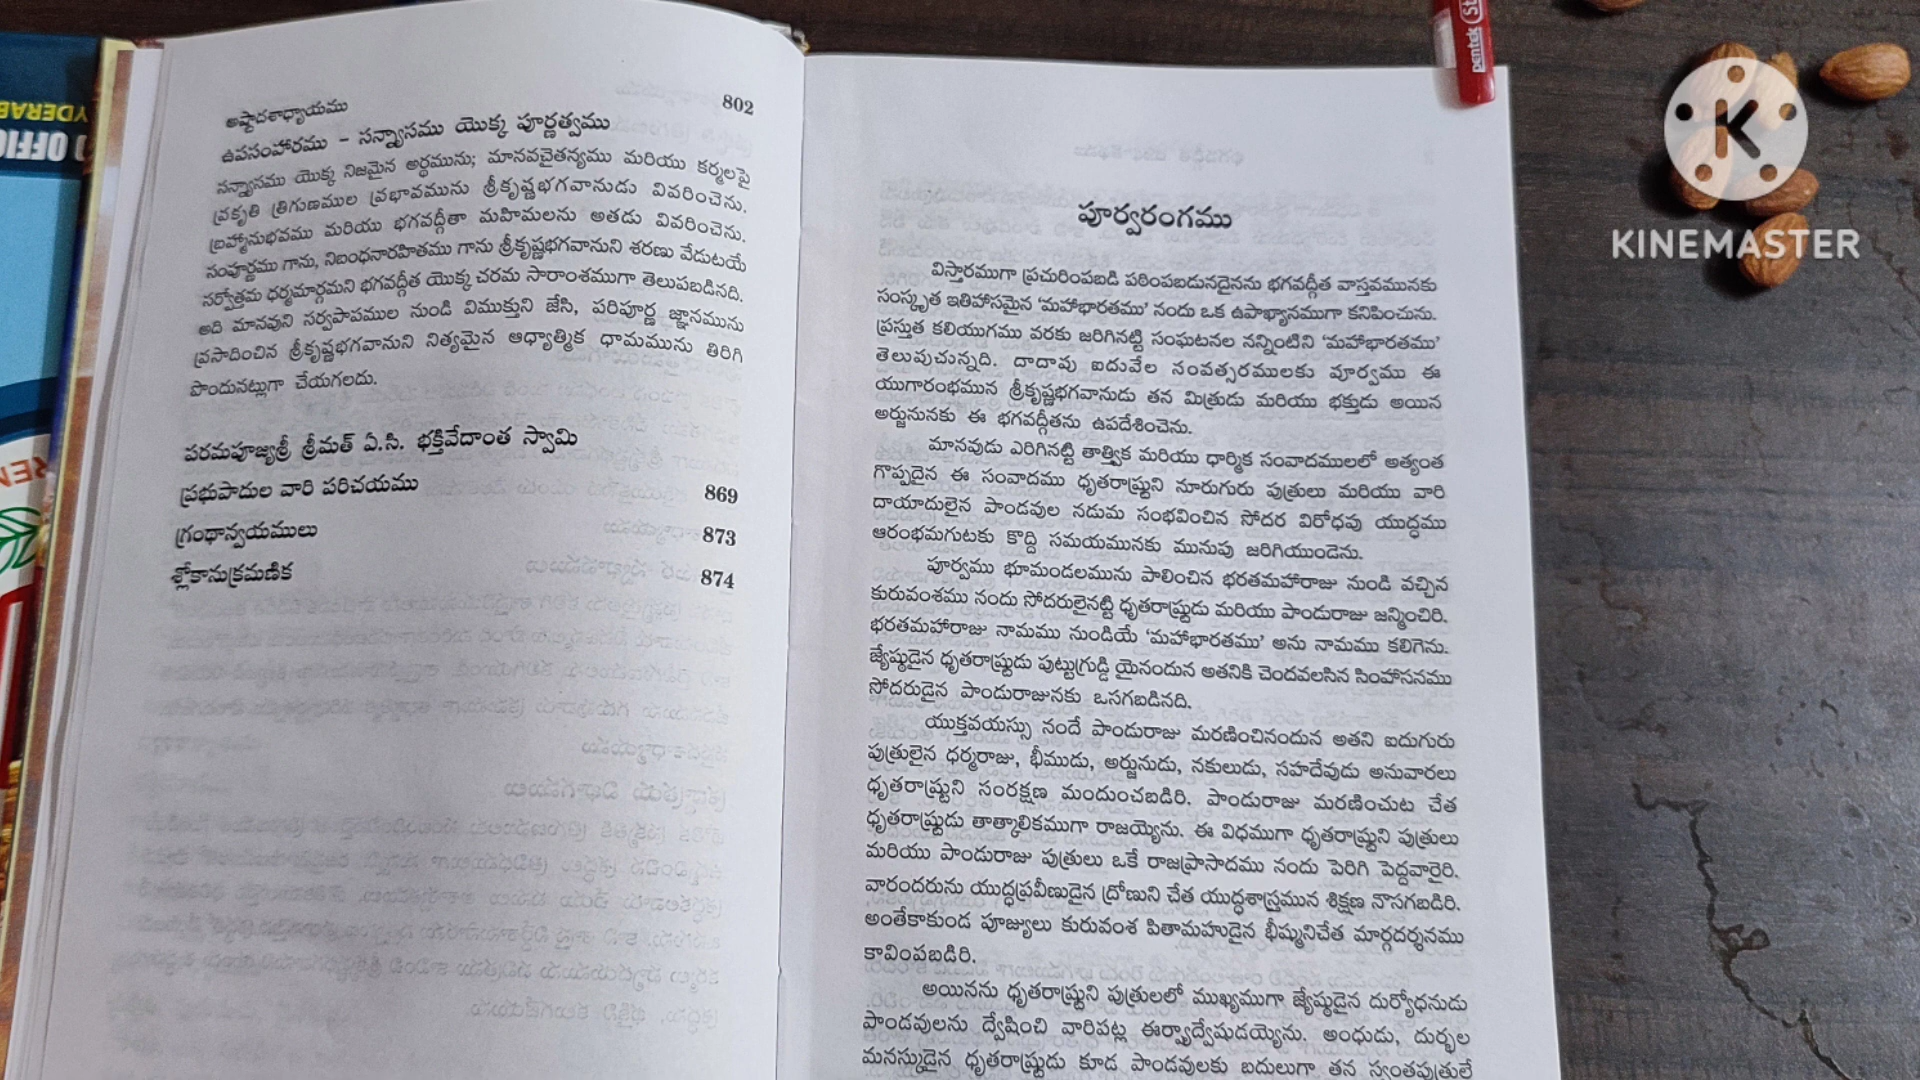 అష్టాదశాధ్యాయము
802
ఉపసంహారము – సన్న్యాసము యొక్క పూర్ణత్వము
సన్న్యాసము యొక్క నిజమైన అర్థమును; మానవచైతన్యము మరియు కర్మలపై
ప్రకృతి త్రిగుణముల ప్రభావమును శ్రీకృష్ణభగవానుడు వివరించెను.
బ్రహ్మానుభవము మరియు భగవద్గీతా మహిమలను అతడు వివరించెను.
సంపూర్ణము గాను, నిబంధనారహితము గాను శ్రీకృష్ణభగవానుని శరణు వేడుటయే
సర్వోత్తమ ధర్మమార్గమని భగవద్గీత యొక్క చరమ సారాంశముగా తెలుపబడినది.
అది మానవుని సర్వపాపముల నుండి విముక్తుని జేసి, పరిపూర్ణ జ్ఞానమును
ప్రసాదించిన శ్రీకృష్ణభగవానుని నిత్యమైన ఆధ్యాత్మిక ధామమును తిరిగి
పొందునట్లుగా చేయగలదు.
పరమపూజ్యశ్రీ శ్రీమత్ ఏ.సి. భక్తివేదాంత స్వామి
ప్రభుపాదుల వారి పరిచయము 869
గ్రంథాన్వయములు 873
శ్లోకానుక్రమణిక 874
పూర్వరంగము
విస్తారముగా ప్రచురింపబడి పఠింపబడునదైనను భగవద్గీత వాస్తవమునకు
సంస్కృత ఇతిహాసమైన 'మహాభారతము' నందు ఒక ఉపాఖ్యానముగా కనిపించును.
ప్రస్తుత కలియుగము వరకు జరిగినట్టి సంఘటనల నన్నింటిని 'మహాభారతము'
తెలువుచున్నది. దాదాపు ఐదువేల సంవత్సరములకు పూర్వము ఈ
యుగారంభమున శ్రీకృష్ణభగవానుడు తన మిత్రుడు మరియు భక్తుడు అయిన
అర్జునునకు ఈ భగవద్గీతను ఉపదేశించెను.
మానవుడు ఎరిగినట్టి తాత్త్విక మరియు ధార్మిక సంవాదములలో అత్యంత
గొప్పదైన ఈ సంవాదము ధృతరాష్ట్రుని నూరుగురు పుత్రులు మరియు వారి
దాయాదులైన పాండవుల నడుమ సంభవించిన సోదర విరోధపు యుద్ధము
ఆరంభమగుటకు కొద్ది సమయమునకు మునుపు జరిగియుండెను.
పూర్వము భూమండలమును పాలించిన భరతమహారాజు నుండి వచ్చిన
కురువంశము నందు సోదరులైనట్టి ధృతరాష్ట్రుడు మరియు పాండురాజు జన్మించిరి.
భరతమహారాజు నామము నుండియే 'మహాభారతము' అను నామము కలిగెను.
జ్యేష్ఠుడైన ధృతరాష్ట్రుడు పుట్టుగ్రుడ్డి యైనందున అతనికి చెందవలసిన సింహాసనము
సోదరుడైన పాండురాజునకు ఒసగబడినది.
యుక్తవయస్సు నందే పాండురాజు మరణించినందున అతని ఐదుగురు
పుత్రులైన ధర్మరాజు, భీముడు, అర్జునుడు, నకులుడు, సహదేవుడు అనువారలు
ధృతరాష్ట్రుని సంరక్షణ మందుంచబడిరి. పాండురాజు మరణించుట చేత
ధృతరాష్ట్రుడు తాత్కాలికముగా రాజయ్యెను. ఈ విధముగా ధృతరాష్ట్రుని పుత్రులు
మరియు పాండురాజు పుత్రులు ఒకే రాజప్రాసాదము నందు పెరిగి పెద్దవారైరి.
వారందరును యుద్ధప్రవీణుడైన ద్రోణుని చేత యుద్ధశాస్త్రమున శిక్షణ నొసగబడిరి.
అంతేకాకుండ పూజ్యులు కురువంశ పితామహుడైన భీష్మునిచేత మార్గదర్శనము
కావింపబడిరి.
అయినను ధృతరాష్ట్రుని పుత్రులలో ముఖ్యముగా జ్యేష్ఠుడైన దుర్యోధనుడు
పాండవులను ద్వేషించి వారిపట్ల ఈర్ష్యాద్వేషుడయ్యెను. అంధుడు, దుర్బల
మనస్కుడైన ధృతరాష్ట్రుడు కూడ పాండవులకు బదులుగా తన స్వంతపుత్రులే
pentek
KINEMASTER